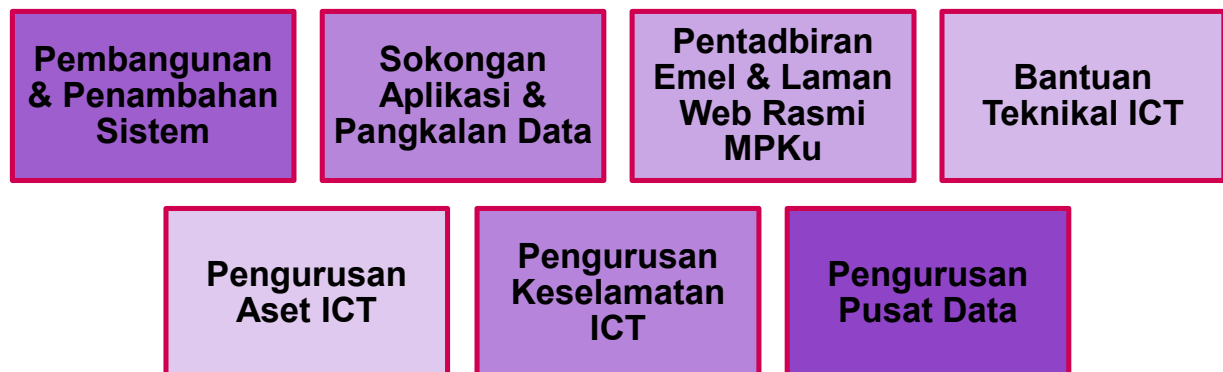 Pembangunan
& Penambahan
Sistem
Sokongan
Aplikasi &
Pangkalan Data
Pentadbiran
Emel & Laman
Web Rasmi
MPKu
Bantuan
Teknikal ICT
Pengurusan
Aset ICT
Pengurusan
Keselamatan
ICT
Pengurusan
Pusat Data